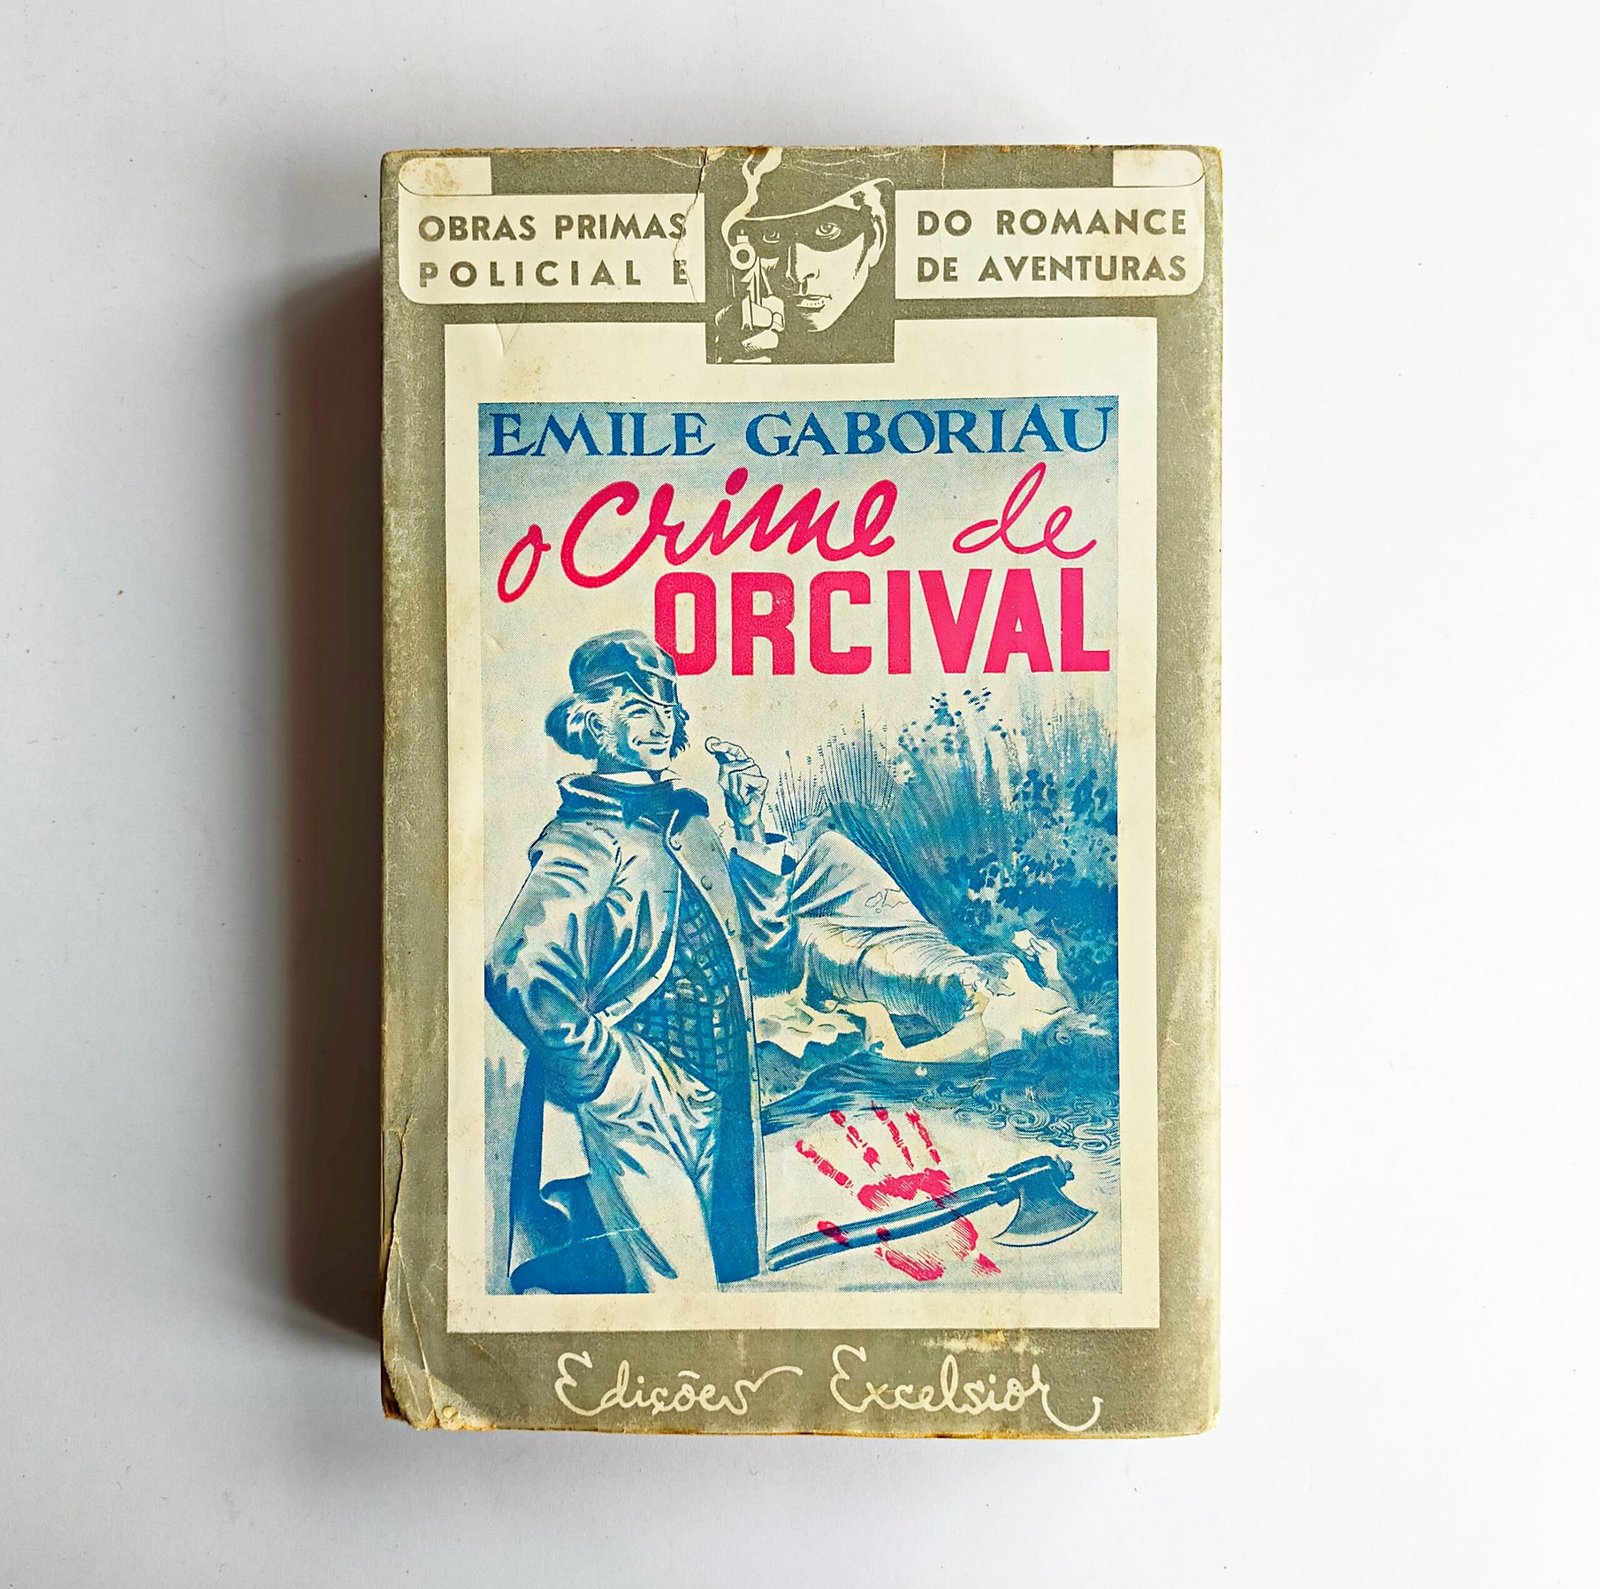 OBRAS PRIMAS DO ROMANCE
POLICIAL E DE AVENTURAS
EMILE GABORIAU
o Crime de
ORCIVAL
Edições Excelsior